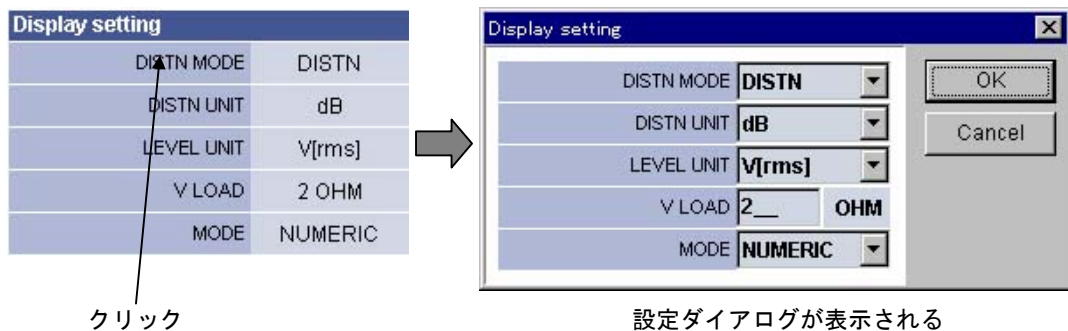 Display setting
DISTN MODE DISTN
DISTN UNIT dB
LEVEL UNIT V[rms]
V LOAD 2 OHM
MODE NUMERIC
クリック
Display setting
DISTN MODE DISTN
DISTN UNIT dB
LEVEL UNIT V[rms]
V LOAD 2__ OHM
MODE NUMERIC
OK
Cancel
設定ダイアログが表示される